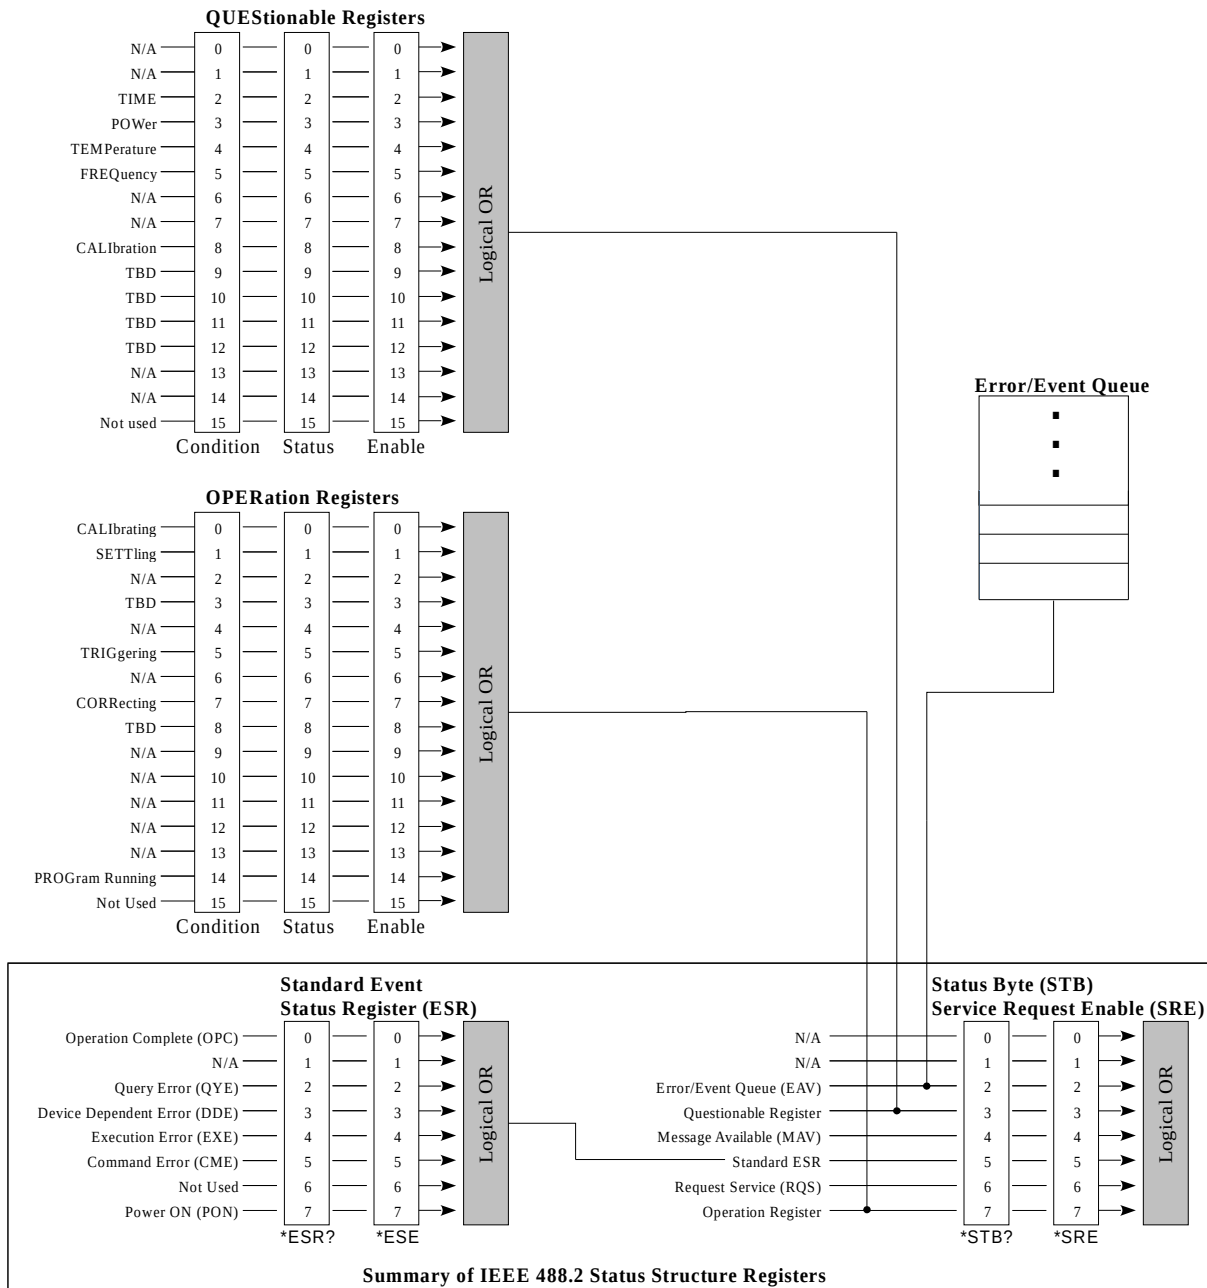 QUEStionable Registers
N/A 0 0 0
N/A 1 1 1
TIME 2 2 2
POWer 3 3 3
TEMPerature 4 4 4
FREQuency 5 5 5
N/A 6 6 6
N/A 7 7 7
CALIbration 8 8 8
TBD 9 9 9
TBD 10 10 10
TBD 11 11 11
TBD 12 12 12
N/A 13 13 13
N/A 14 14 14
Not used 15 15 15
Logical OR
Condition Status Enable
Error/Event Queue
OPERation Registers
CALIbrating 0 0 0
SETTling 1 1 1
N/A 2 2 2
TBD 3 3 3
N/A 4 4 4
TRIGgering 5 5 5
N/A 6 6 6
CORRecting 7 7 7
TBD 8 8 8
N/A 9 9 9
N/A 10 10 10
N/A 11 11 11
N/A 12 12 12
N/A 13 13 13
PROGram Running 14 14 14
Not Used 15 15 15
Logical OR
Condition Status Enable
Standard Event
Status Register (ESR)
Operation Complete (OPC) 0 0
N/A 1 1
Query Error (QYE) 2 2
Device Dependent Error (DDE) 3 3
Execution Error (EXE) 4 4
Command Error (CME) 5 5
Not Used 6 6
Power ON (PON) 7 7
Logical OR
*ESR? *ESE
Status Byte (STB)
Service Request Enable (SRE)
N/A 0 0
N/A 1 1
Error/Event Queue (EAV) 2 2
Questionable Register 3 3
Message Available (MAV) 4 4
Standard ESR 5 5
Request Service (RQS) 6 6
Operation Register 7 7
Logical OR
*STB? *SRE
Summary of IEEE 488.2 Status Structure Registers